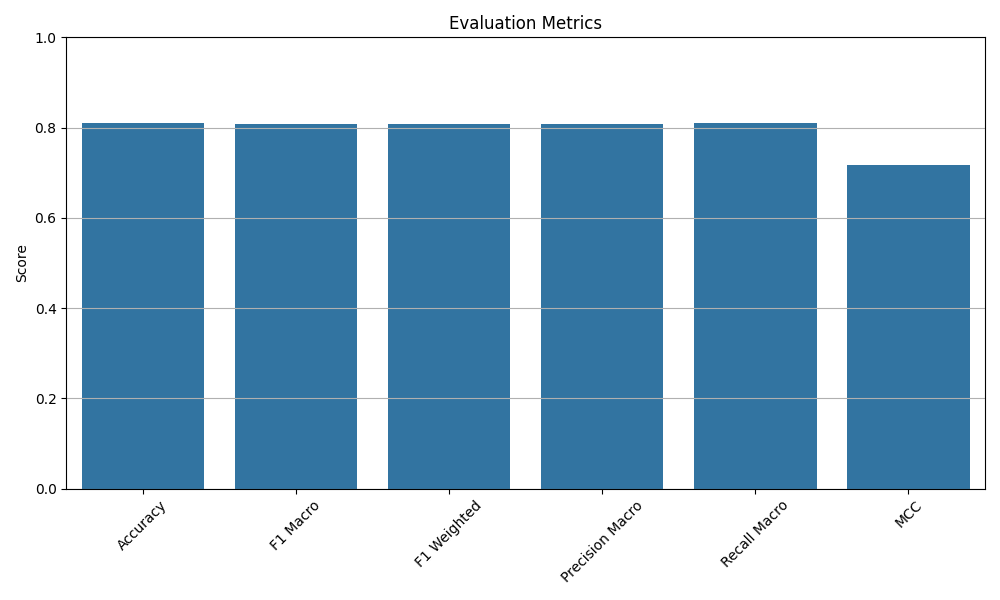 Evaluation Metrics
1.0
0.8
0.6
0.4
0.2
0.0
Score
Accuracy
F1 Macro
F1 Weighted
Precision Macro
Recall Macro
MCC